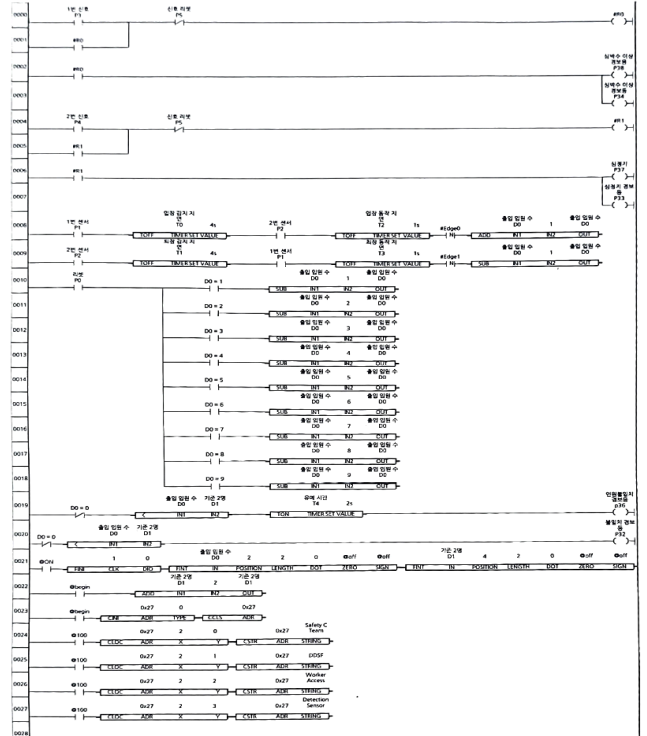 0000 1번 신호 P3 신호 리셋 P5 #R0
0001 #R0
0002 #R0 심박수 이상 경보등 P38
0003 심박수 이상 경보등 P34
0004 2번 신호 P4 신호 리셋 P5 #R1
0005 #R1
0006 #R1 P37
0007 심정지 경보등 P33
0008 1번 센서 P1 입장 감지 지연 T0 4s TOFF TIMER SET VALUE 2번 센서 P2 입장 동작 지연 T2 1s TOFF TIMER SET VALUE #Edge0 N 출입 인원 수 D0 1 출입 인원 수 D0 ADD IN1 IN2 OUT
0009 2번 센서 P2 퇴장 감지 지연 T1 4s TOFF TIMER SET VALUE 1번 센서 P1 퇴장 동작 지연 T3 1s TOFF TIMER SET VALUE #Edge1 N 출입 인원 수 D0 1 출입 인원 수 D0 SUB IN1 IN2 OUT
0010 리셋 P0 D0 = 1 출입 인원 수 D0 1 출입 인원 수 D0 SUB IN1 IN2 OUT
0011 D0 = 2 출입 인원 수 D0 2 출입 인원 수 D0 SUB IN1 IN2 OUT
0012 D0 = 3 출입 인원 수 D0 3 출입 인원 수 D0 SUB IN1 IN2 OUT
0013 D0 = 4 출입 인원 수 D0 4 출입 인원 수 D0 SUB IN1 IN2 OUT
0014 D0 = 5 출입 인원 수 D0 5 출입 인원 수 D0 SUB IN1 IN2 OUT
0015 D0 = 6 출입 인원 수 D0 6 출입 인원 수 D0 SUB IN1 IN2 OUT
0016 D0 = 7 출입 인원 수 D0 7 출입 인원 수 D0 SUB IN1 IN2 OUT
0017 D0 = 8 출입 인원 수 D0 8 출입 인원 수 D0 SUB IN1 IN2 OUT
0018 D0 = 9 출입 인원 수 D0 9 출입 인원 수 D0 SUB IN1 IN2 OUT
0019 D0 = 0 출입 인원 수 D0 기준 2명 D1 < IN1 IN2 유예 시간 T4 2s TON TIMER SET VALUE 인원불일치 경보등 p36
0020 D0 = 0 출입 인원 수 D0 기준 2명 D1 < IN1 IN2 불일치 경보등 P32
0021 @ON 1 0 FINI CLK DIO 출입 인원 수 D0 2 2 0 @off @off FINT IN POSITION LENGTH DOT ZERO SIGN 기준 2명 D1 4 2 0 @off @off FINT IN POSITION LENGTH DOT ZERO SIGN
0022 @begin 기준 2명 D1 2 기준 2명 D1 ADD IN1 IN2 OUT
0023 @begin 0x27 0 CINI ADR TYPE 0x27 CCLS ADR
0024 @100 0x27 2 0 CLOC ADR X Y 0x27 Safety C Team CSTR ADR STRING
0025 @100 0x27 2 1 CLOC ADR X Y 0x27 DDSF CSTR ADR STRING
0026 @100 0x27 2 2 CLOC ADR X Y 0x27 Worker Access CSTR ADR STRING
0027 @100 0x27 2 3 CLOC ADR X Y 0x27 Detection Sensor CSTR ADR STRING
0028